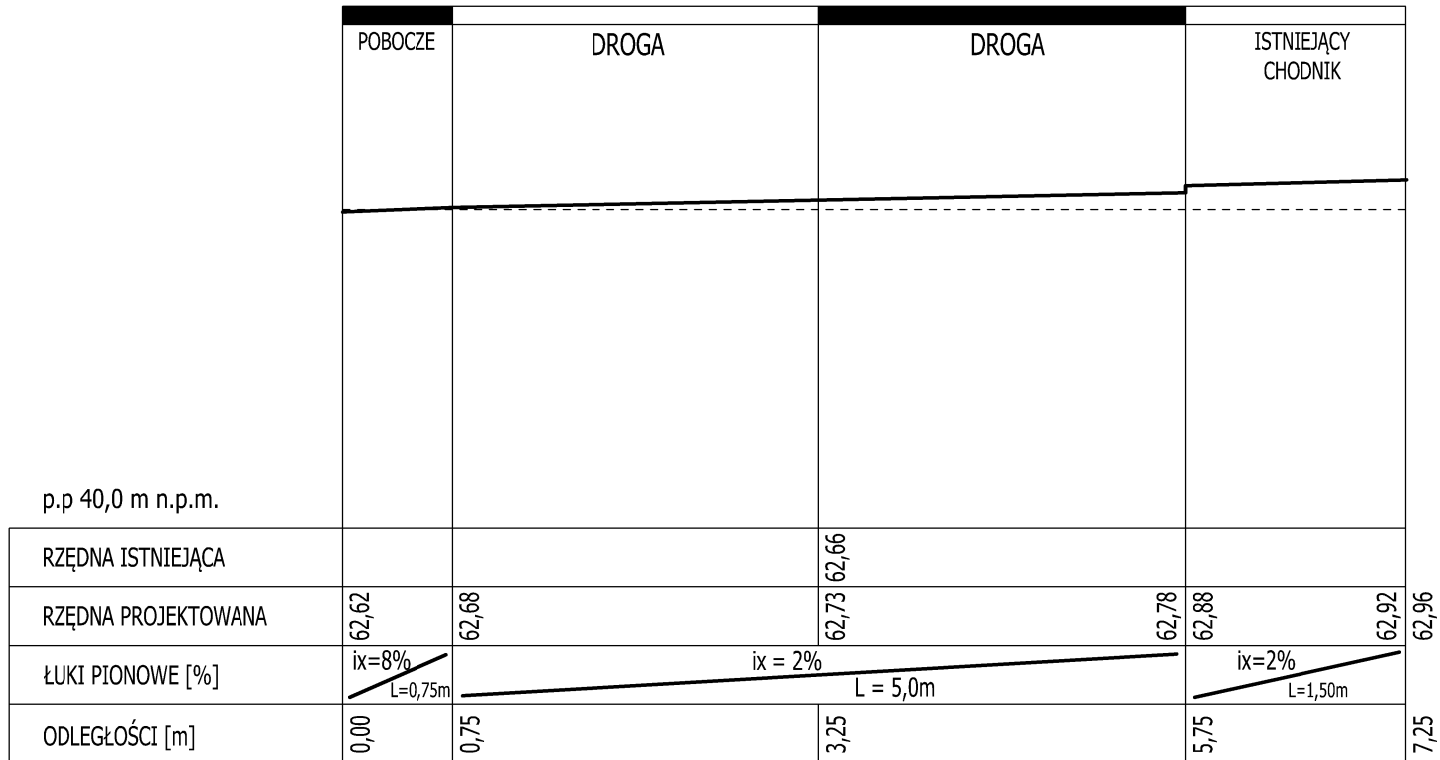 POBOCZE
DROGA
DROGA
ISTNIEJĄCY
CHODNIK
p.p 40,0 m n.p.m.
RZĘDNA ISTNIEJĄCA
62,66
RZĘDNA PROJEKTOWANA
62,62
62,68
62,73
62,78
62,88
62,92
62,96
ŁUKI PIONOWE [%]
ix=8%
L=0,75m
ix = 2%
L = 5,0m
ix=2%
L=1,50m
ODLEGŁOŚCI [m]
0,00
0,75
3,25
5,75
7,25